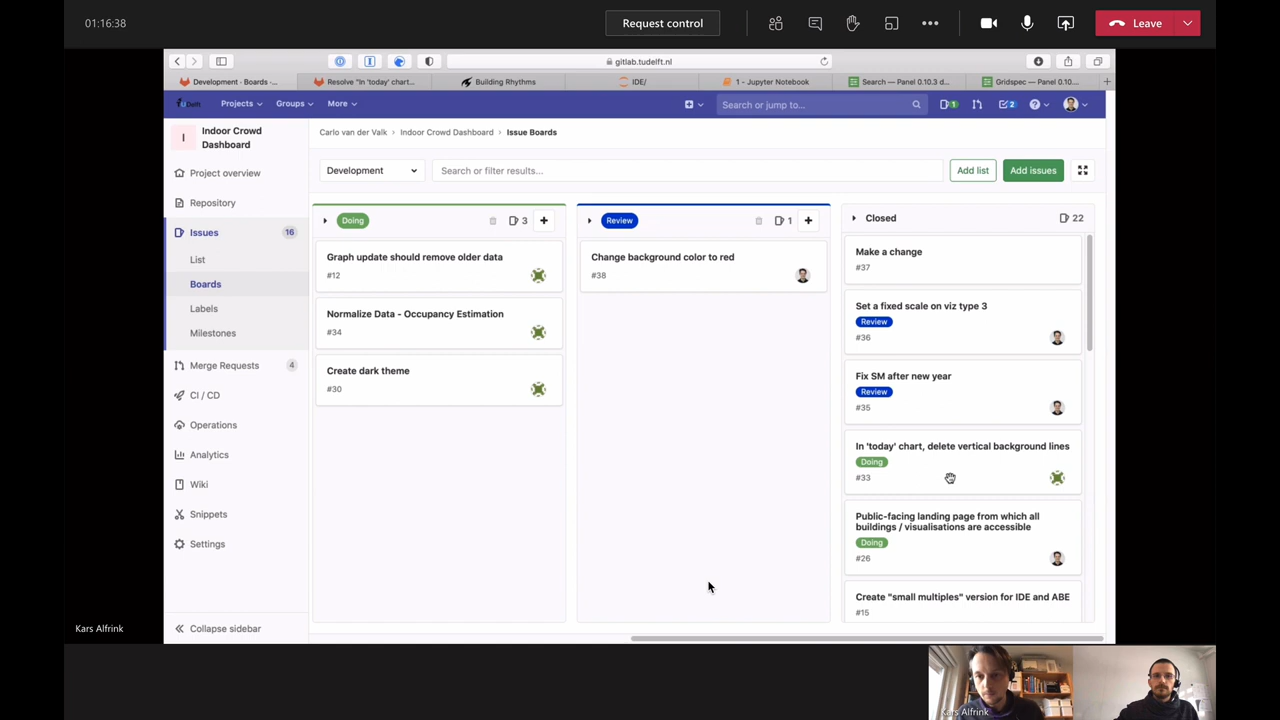 01:16:38
Request control
Leave
gitlab.tudelft.nl
Development · Boards ·...
Resolve "In 'today' chart...
Building Rhythms
IDE/
1 - Jupyter Notebook
Search — Panel 0.10.3 d...
Gridspec — Panel 0.10....
TUDelft
Projects
Groups
More
Search or jump to...
1
2
I
Indoor Crowd
Dashboard
Project overview
Repository
Issues
16
List
Boards
Labels
Milestones
Merge Requests
4
CI / CD
Operations
Analytics
Wiki
Snippets
Settings
Collapse sidebar
Carlo van der Valk › Indoor Crowd Dashboard › Issue Boards
Development
Search or filter results...
Add list
Add issues
Doing
3
Graph update should remove older data
#12
Normalize Data - Occupancy Estimation
#34
Create dark theme
#30
Review
1
Change background color to red
#38
Closed
22
Make a change
#37
Set a fixed scale on viz type 3
Review
#36
Fix SM after new year
Review
#35
In 'today' chart, delete vertical background lines
Doing
#33
Public-facing landing page from which all
buildings / visualisations are accessible
Doing
#26
Create "small multiples" version for IDE and ABE
#15
Kars Alfrink
Kars Alfrink